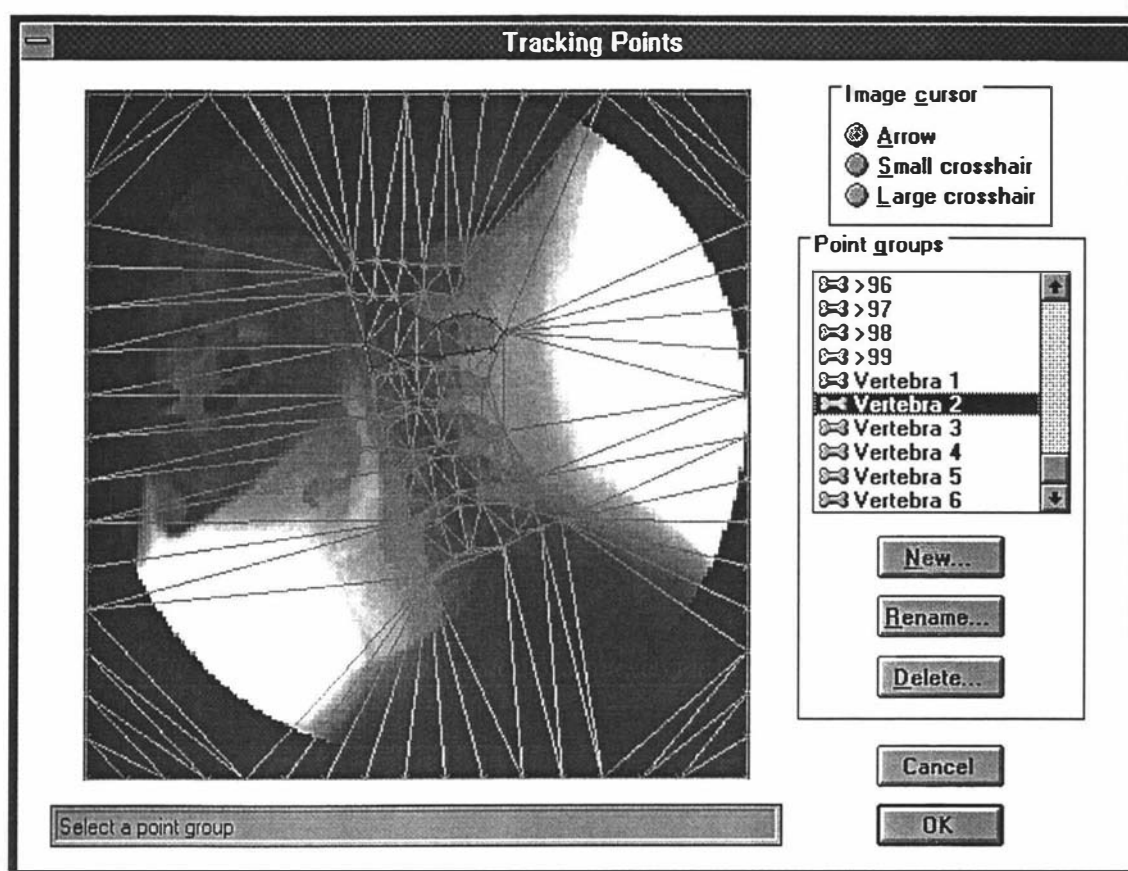 Tracking Points
Image cursor
Arrow
Small crosshair
Large crosshair
Point groups
>96
>97
>98
>99
Vertebra 1
Vertebra 2
Vertebra 3
Vertebra 4
Vertebra 5
Vertebra 6
New...
Rename...
Delete...
Cancel
OK
Select a point group